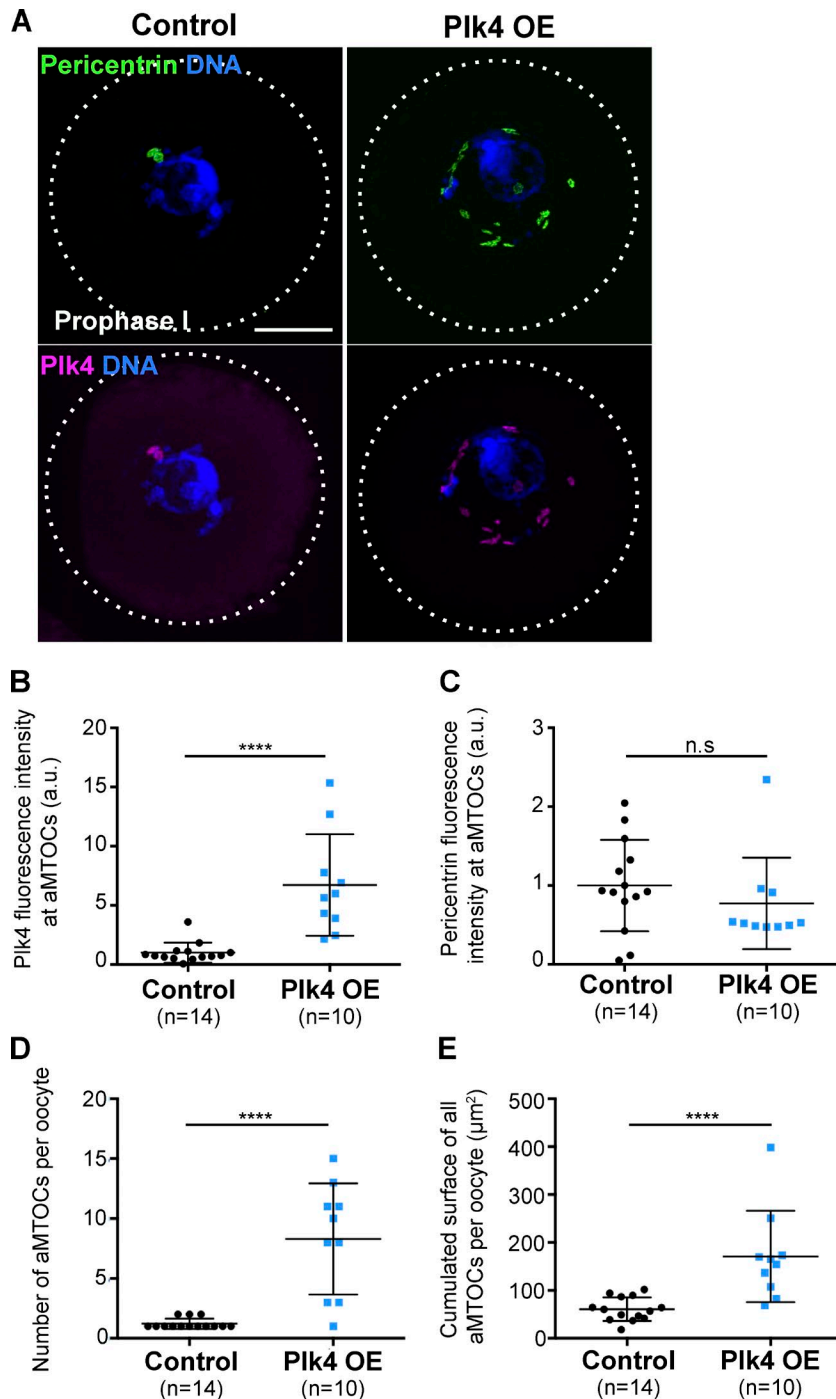 A
Control
Plk4 OE
Pericentrin DNA
Prophase I
Plk4 DNA
B
Plk4 fluorescence intensity
at aMTOCs (a.u.)
20
15
10
5
0
****
Control
(n=14)
Plk4 OE
(n=10)
C
Pericentrin fluorescence
intensity at aMTOCs (a.u.)
3
2
1
0
n.s
Control
(n=14)
Plk4 OE
(n=10)
D
Number of aMTOCs per oocyte
20
15
10
5
0
****
Control
(n=14)
Plk4 OE
(n=10)
E
Cumulated surface of all
aMTOCs per oocyte (µm²)
500
400
300
200
100
0
****
Control
(n=14)
Plk4 OE
(n=10)